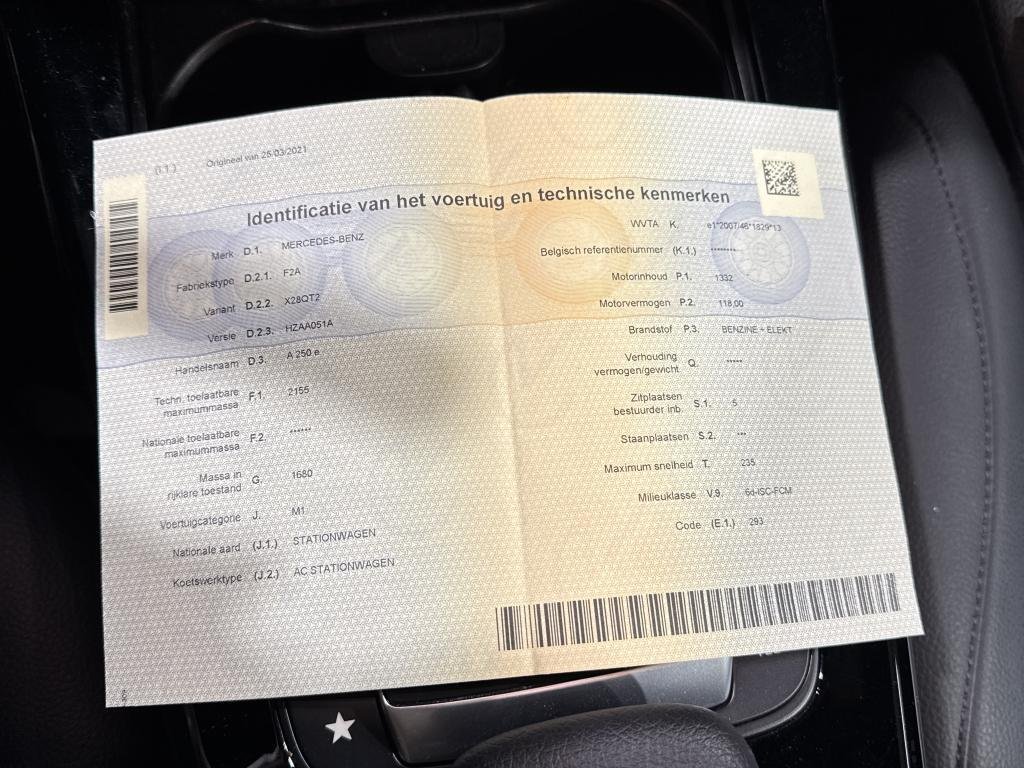 (I.1.) Origineel van 25/03/2021
Identificatie van het voertuig en technische kenmerken
Merk D.1. MERCEDES-BENZ
Fabriekstype D.2.1. F2A
Variant D.2.2. X28QT2
Versie D.2.3. HZAA051A
Handelsnaam D.3. A 250 e
Techn. toelaatbare
maximummassa F.1. 2155
Nationale toelaatbare
maximummassa F.2. ******
Massa in
rijklare toestand G. 1680
Voertuigcategorie J. M1
Nationale aard (J.1.) STATIONWAGEN
Koetswerktype (J.2.) AC STATIONWAGEN
WVTA K. e1*2007/46*1829*13
Belgisch referentienummer (K.1.) ********
Motorinhoud P.1. 1332
Motorvermogen P.2. 118,00
Brandstof P.3. BENZINE + ELEKT
Verhouding
vermogen/gewicht Q. *****
Zitplaatsen
bestuurder inb. S.1. 5
Staanplaatsen S.2. ***
Maximum snelheid T. 235
Milieuklasse V.9. 6d-ISC-FCM
Code (E.1.) 293